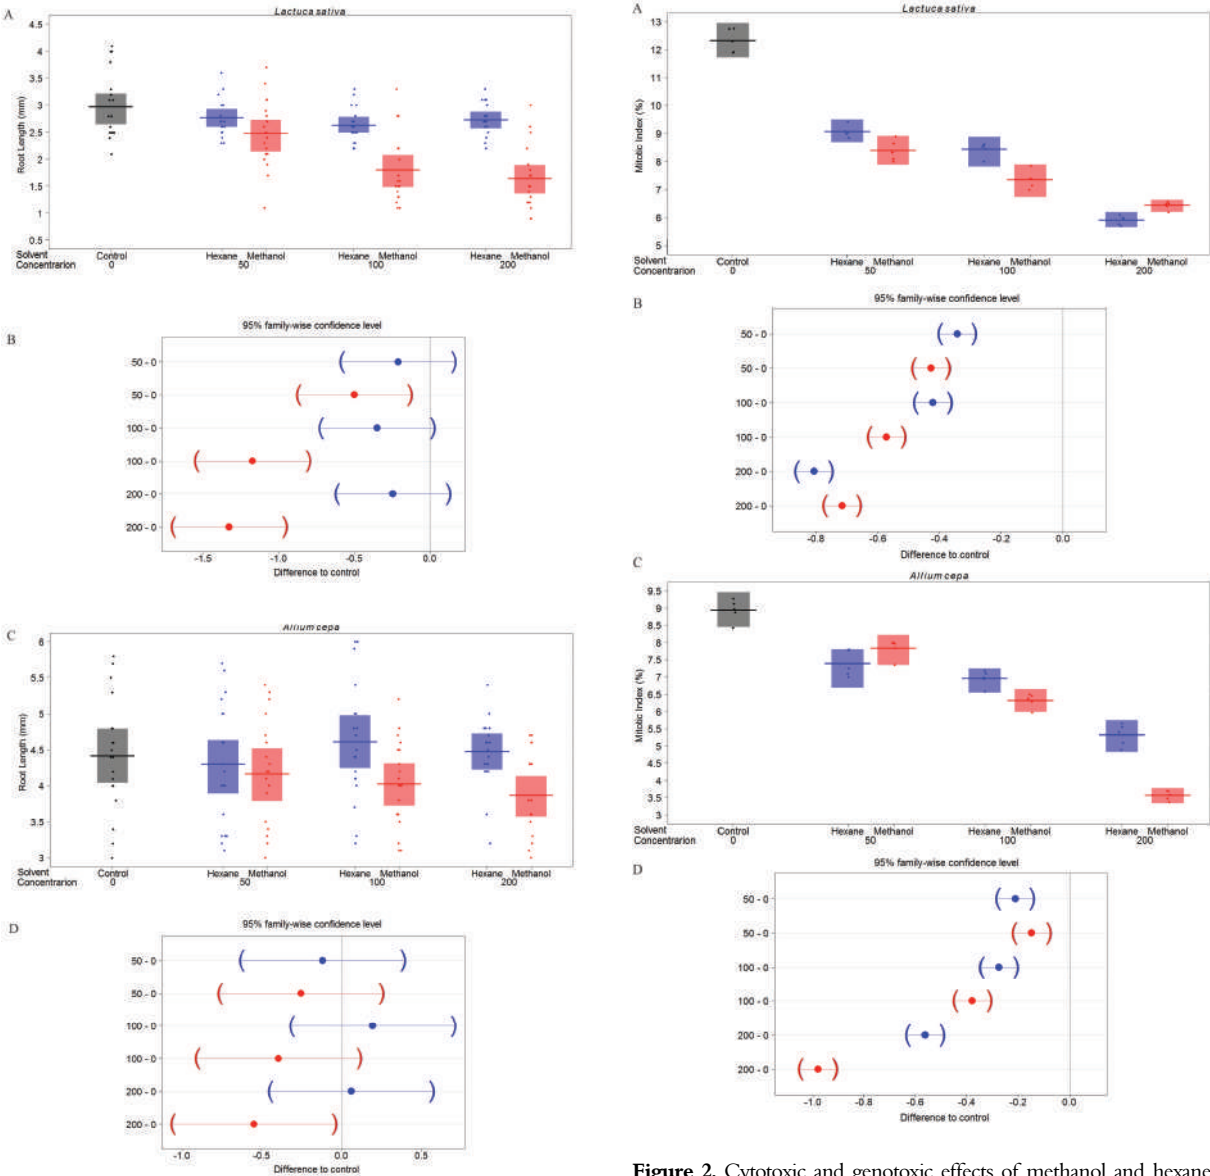 A
Lactuca sativa
4.5
4
3.5
3
2.5
2
1.5
1
0.5
Root Length (mm)
Solvent Control Hexane Methanol Hexane Methanol Hexane Methanol
Concentrarion 0 50 100 200
B
95% family-wise confidence level
50 - 0
50 - 0
100 - 0
100 - 0
200 - 0
200 - 0
-1.5 -1.0 -0.5 0.0
Difference to control
C
Allium cepa
6
5.5
5
4.5
4
3.5
3
Root Length (mm)
Solvent Control Hexane Methanol Hexane Methanol Hexane Methanol
Concentrarion 0 50 100 200
D
95% family-wise confidence level
50 - 0
50 - 0
100 - 0
100 - 0
200 - 0
200 - 0
-1.0 -0.5 0.0 0.5
Difference to control
A
Lactuca sativa
13
12
11
10
9
8
7
6
5
Mitotic Index (%)
Solvent Control Hexane Methanol Hexane Methanol Hexane Methanol
Concentrarion 0 50 100 200
B
95% family-wise confidence level
50 - 0
50 - 0
100 - 0
100 - 0
200 - 0
200 - 0
-0.8 -0.6 -0.4 -0.2 0.0
Difference to control
C
Allium cepa
9.5
9
8.5
8
7.5
7
6.5
6
5.5
5
4.5
4
3.5
3
Mitotic Index (%)
Solvent Control Hexane Methanol Hexane Methanol Hexane Methanol
Concentrarion 0 50 100 200
D
95% family-wise confidence level
50 - 0
50 - 0
100 - 0
100 - 0
200 - 0
200 - 0
-1.0 -0.8 -0.6 -0.4 -0.2 0.0
Difference to control
Figure 2. Cytotoxic and genotoxic effects of methanol and hexane